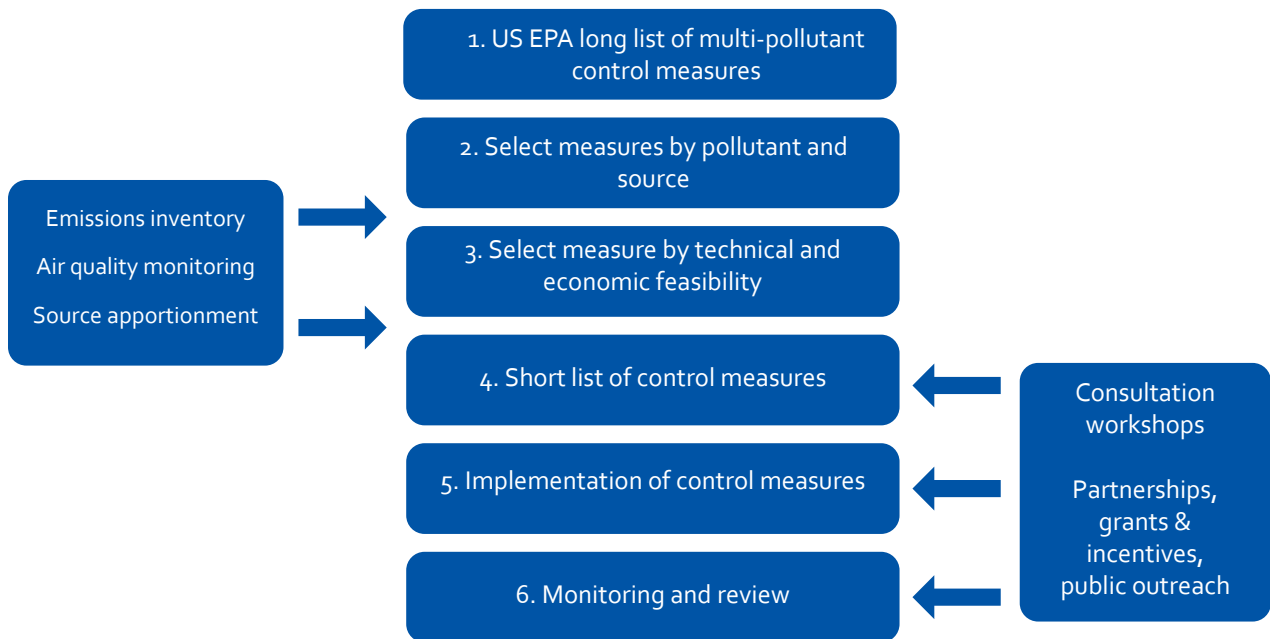 1. US EPA long list of multi-pollutant
control measures
2. Select measures by pollutant and
source
Emissions inventory
Air quality monitoring
Source apportionment
3. Select measure by technical and
economic feasibility
4. Short list of control measures
5. Implementation of control measures
6. Monitoring and review
Consultation
workshops
Partnerships,
grants &
incentives,
public outreach